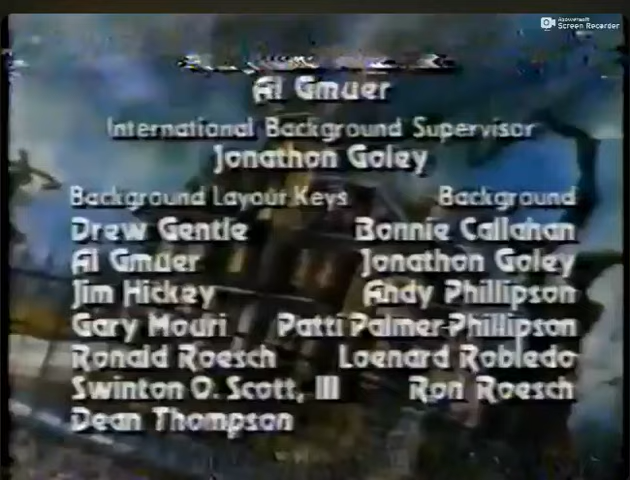 Apowersoft
Screen Recorder
Al Gmuer
International Background Supervisor
Jonathon Goley
Background Layout Keys Background
Drew Gentle Bonnie Callahan
Al Gmuer Jonathon Goley
Jim Hickey Andy Phillipson
Gary Mouri Patti Palmer-Phillipson
Ronald Roesch Loenard Robledo
Swinton O. Scott, III Ron Roesch
Dean Thompson